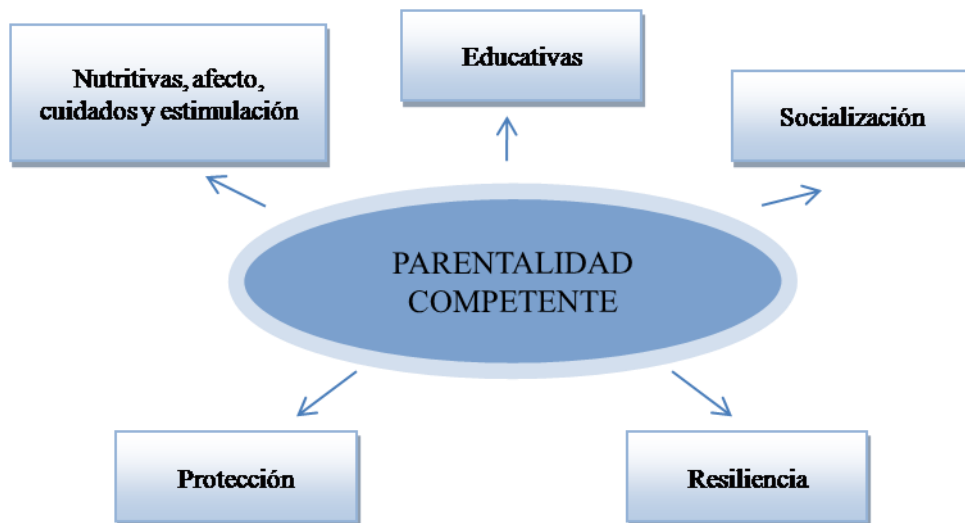 Nutritivas, afecto,
cuidados y estimulación
Educativas
Socialización
PARENTALIDAD
COMPETENTE
Protección
Resiliencia